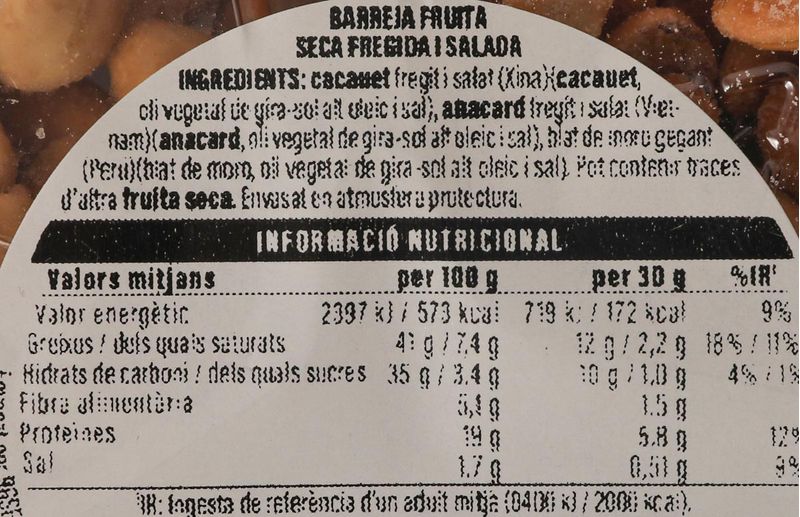 BARREJA FRUITA
SECA FREGIDA I SALADA
INGREDIENTS: cacauet fregit i salat (Xina)(cacauet,
oli vegetal de gira-sol alt oleic i sal), anacard fregit i salat (Viet-
nam)(anacard, oli vegetal de gira-sol alt oleic i sal), blat de moro gegant
(Perú)(blat de moro, oli vegetal de gira-sol alt oleic i sal). Pot contenir traces
d'altra fruita seca. Envasat en atmosfera protectora.
INFORMACIÓ NUTRICIONAL
Valors mitjans per 100 g per 30 g %IR*
Valor energètic 2397 kJ / 573 kcal 719 kJ / 172 kcal 9%
Greixos / dels quals saturats 41 g / 7,4 g 12 g / 2,2 g 18% / 11%
Hidrats de carboni / dels quals sucres 35 g / 3,4 g 10 g / 1,0 g 4% / 1%
Fibra alimentària 5,1 g 1,5 g
Proteïnes 19 g 5,8 g 12%
Sal 1,7 g 0,51 g 9%
IR: Ingesta de referència d'un adult mitjà (8400 kJ / 2000 kcal).